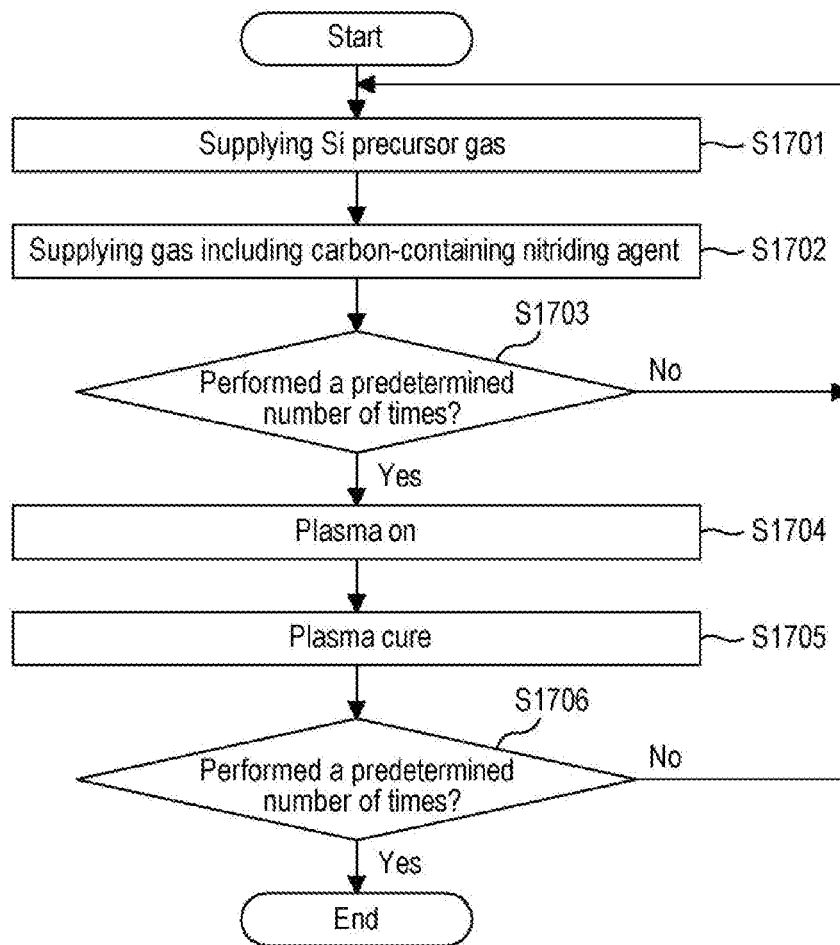 Start
Supplying Si precursor gas
S1701
Supplying gas including carbon-containing nitriding agent
S1702
S1703
Performed a predetermined
number of times?
No
Yes
Plasma on
S1704
Plasma cure
S1705
S1706
Performed a predetermined
number of times?
No
Yes
End